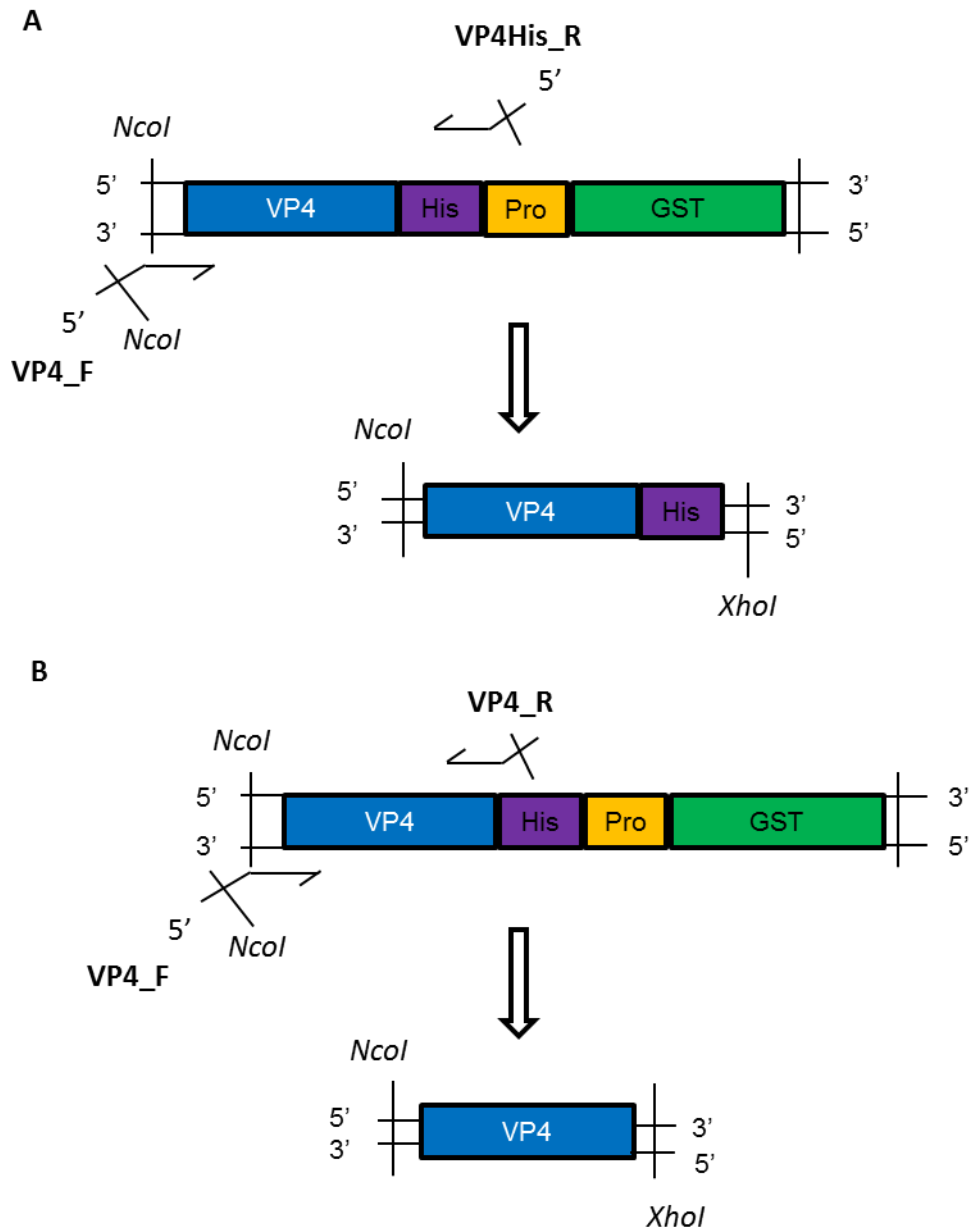 A
VP4His_R
5’
NcoI
5’ VP4 His Pro GST 3’
3’ 5’
5’ NcoI
VP4_F
NcoI
5’ VP4 His 3’
3’ 5’
XhoI
B
VP4_R
NcoI
5’ VP4 His Pro GST 3’
3’ 5’
5’ NcoI
VP4_F
NcoI
5’ VP4 3’
3’ 5’
XhoI